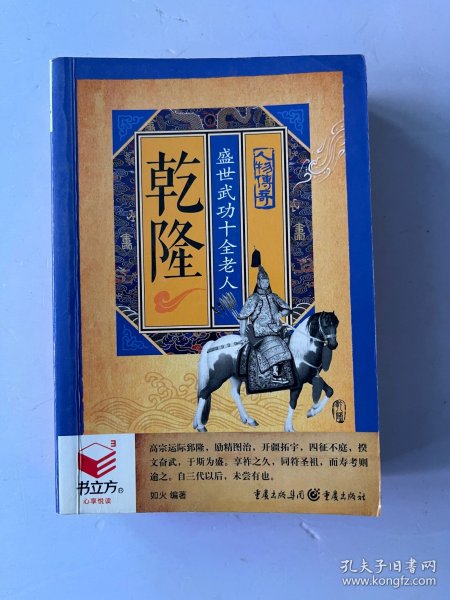 人物传奇
盛世武功十全老人
乾隆
高宗运际郅隆,励精图治,开疆拓宇,四征不庭,揆
文奋武,于斯为盛。享祚之久,同符圣祖,而寿考则
逾之。自三代以后,未尝有也。
如火 编著
重庆出版集团 重庆出版社
3
书立方
心享悦读
孔夫子旧书网
www.kongfz.com